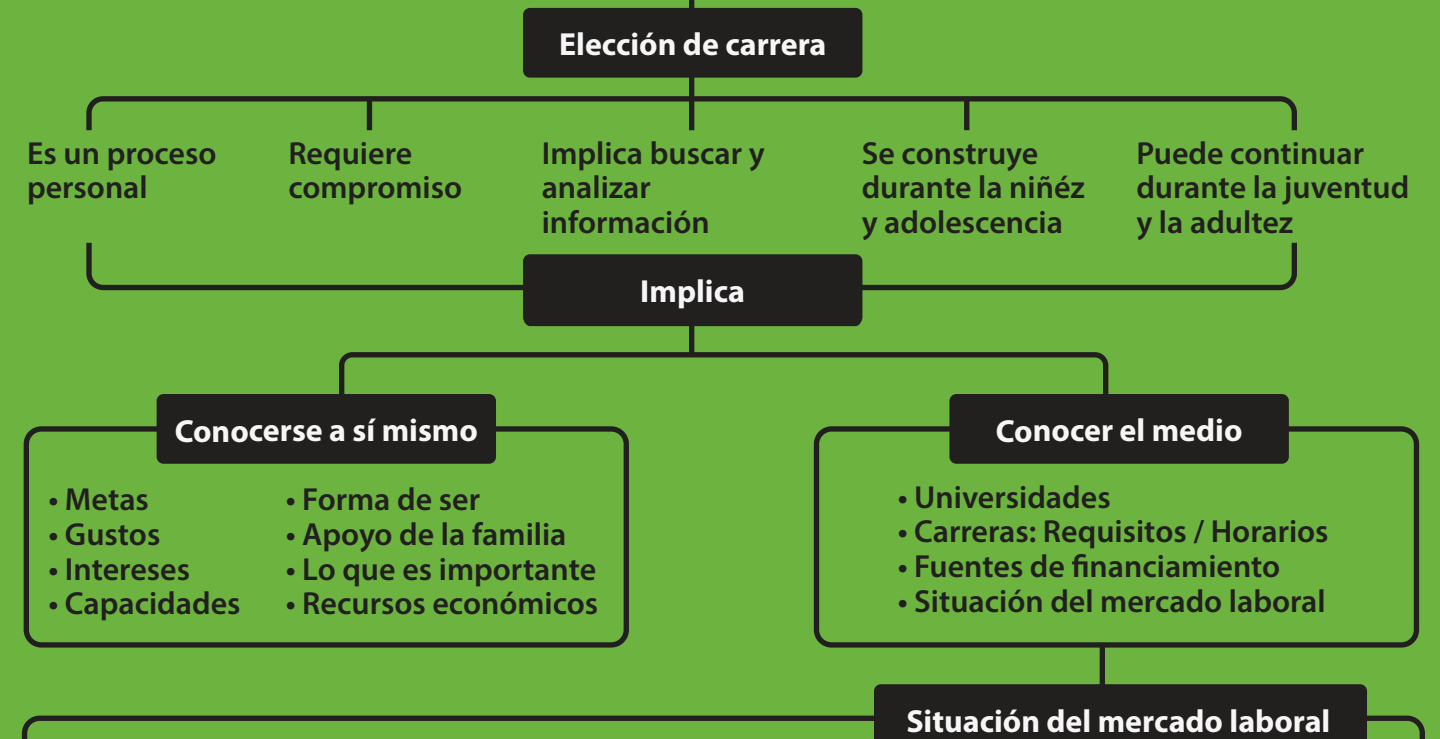 Elección de carrera
Es un proceso
personal
Requiere
compromiso
Implica buscar y
analizar
información
Se construye
durante la niñéz
y adolescencia
Puede continuar
durante la juventud
y la adultez
Implica
Conocerse a sí mismo
• Metas
• Gustos
• Intereses
• Capacidades
• Forma de ser
• Apoyo de la familia
• Lo que es importante
• Recursos económicos
Conocer el medio
• Universidades
• Carreras: Requisitos / Horarios
• Fuentes de financiamiento
• Situación del mercado laboral
Situación del mercado laboral